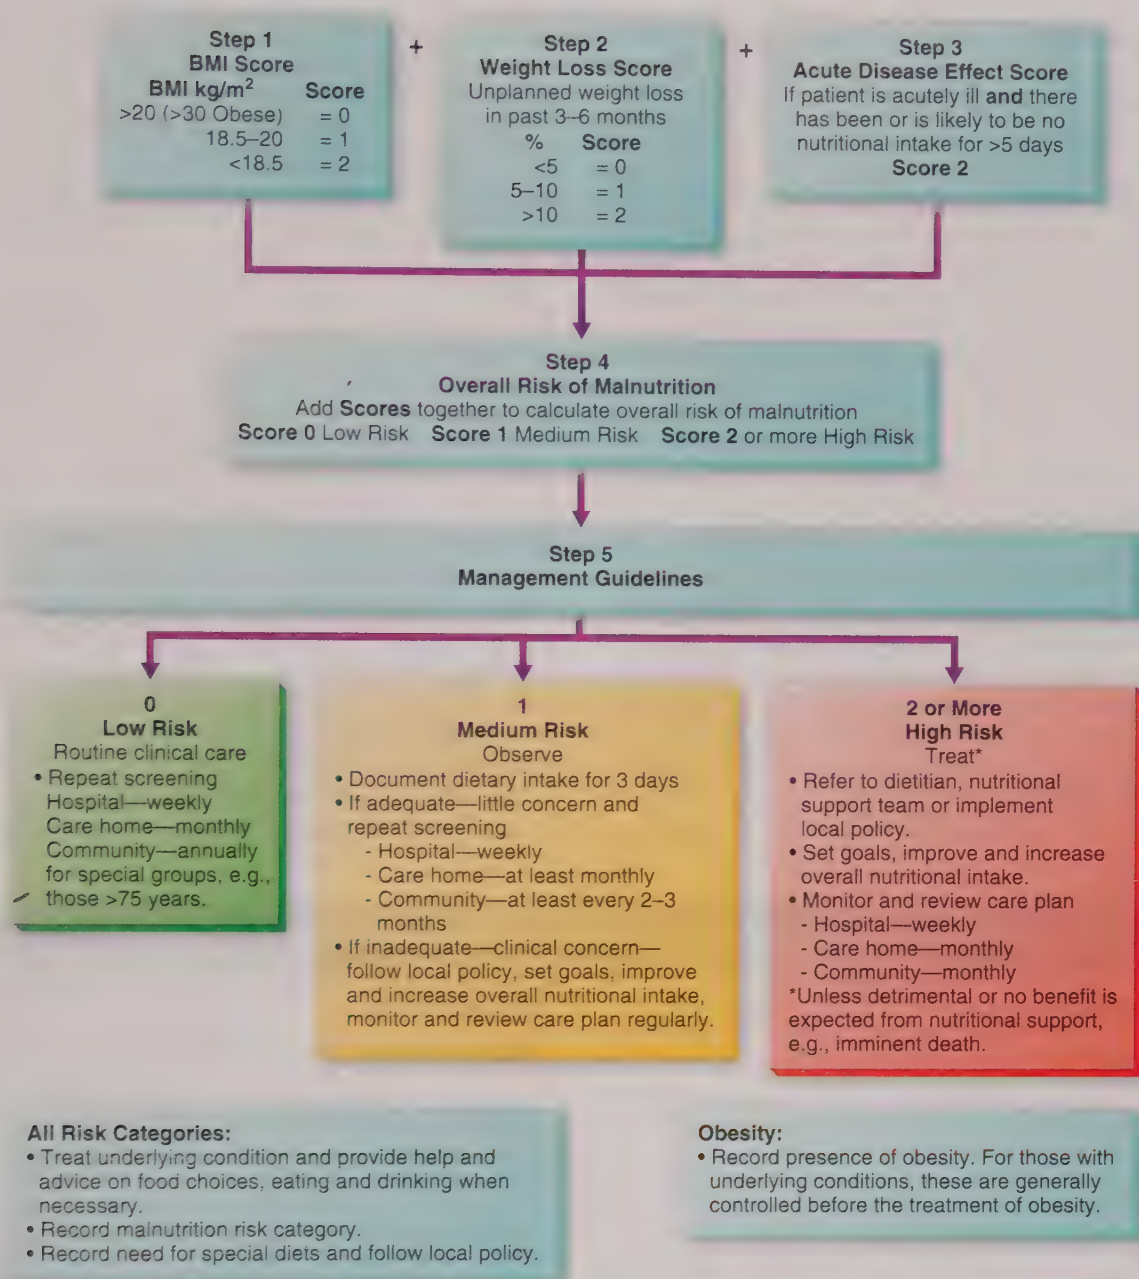 Step 1
BMI Score
BMI kg/m² Score
>20 (>30 Obese) = 0
18.5–20 = 1
<18.5 = 2
+
Step 2
Weight Loss Score
Unplanned weight loss
in past 3–6 months
% Score
<5 = 0
5–10 = 1
>10 = 2
+
Step 3
Acute Disease Effect Score
If patient is acutely ill and there
has been or is likely to be no
nutritional intake for >5 days
Score 2
Step 4
Overall Risk of Malnutrition
Add Scores together to calculate overall risk of malnutrition
Score 0 Low Risk Score 1 Medium Risk Score 2 or more High Risk
Step 5
Management Guidelines
0
Low Risk
Routine clinical care
• Repeat screening
Hospital—weekly
Care home—monthly
Community—annually
for special groups, e.g.,
those >75 years.
1
Medium Risk
Observe
• Document dietary intake for 3 days
• If adequate—little concern and
repeat screening
- Hospital—weekly
- Care home—at least monthly
- Community—at least every 2–3
months
• If inadequate—clinical concern—
follow local policy, set goals, improve
and increase overall nutritional intake,
monitor and review care plan regularly.
2 or More
High Risk
Treat*
• Refer to dietitian, nutritional
support team or implement
local policy.
• Set goals, improve and increase
overall nutritional intake.
• Monitor and review care plan
- Hospital—weekly
- Care home—monthly
- Community—monthly
*Unless detrimental or no benefit is
expected from nutritional support,
e.g., imminent death.
All Risk Categories:
• Treat underlying condition and provide help and
advice on food choices, eating and drinking when
necessary.
• Record malnutrition risk category.
• Record need for special diets and follow local policy.
Obesity:
• Record presence of obesity. For those with
underlying conditions, these are generally
controlled before the treatment of obesity.